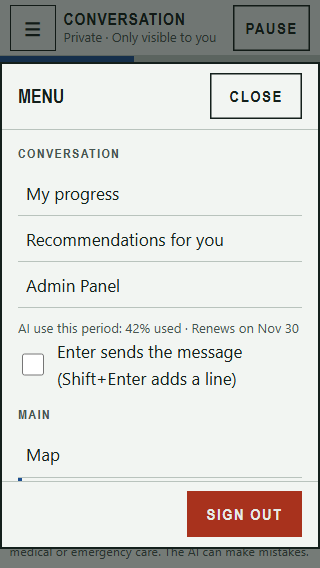 CONVERSATION
Private · Only visible to you
PAUSE
MENU
CLOSE
CONVERSATION
My progress
Recommendations for you
Admin Panel
AI use this period: 42% used · Renews on Nov 30
Enter sends the message
(Shift+Enter adds a line)
MAIN
Map
SIGN OUT
medical or emergency care. The AI can make mistakes.